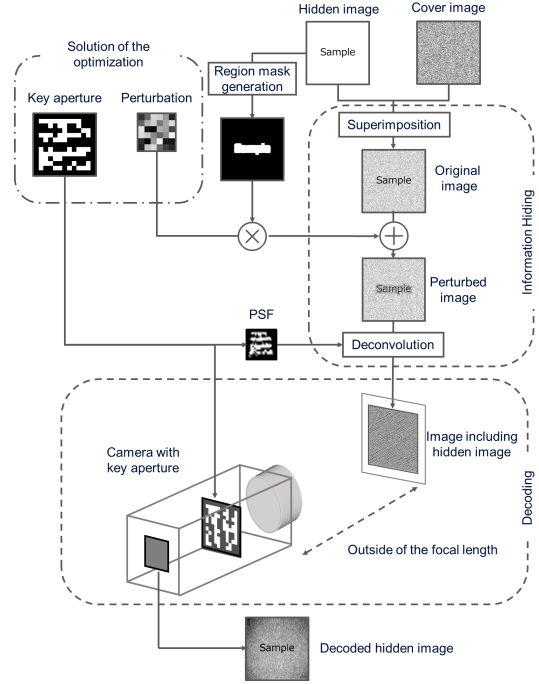 Hidden image
Cover image
Sample
Solution of the
optimization
Region mask
generation
Key aperture
Perturbation
Superimposition
Sample
Sample
Original
image
Information Hiding
Sample
Perturbed
image
PSF
Deconvolution
Camera with
key aperture
Image including
hidden image
Decoding
Outside of the focal length
Sample
Decoded hidden image